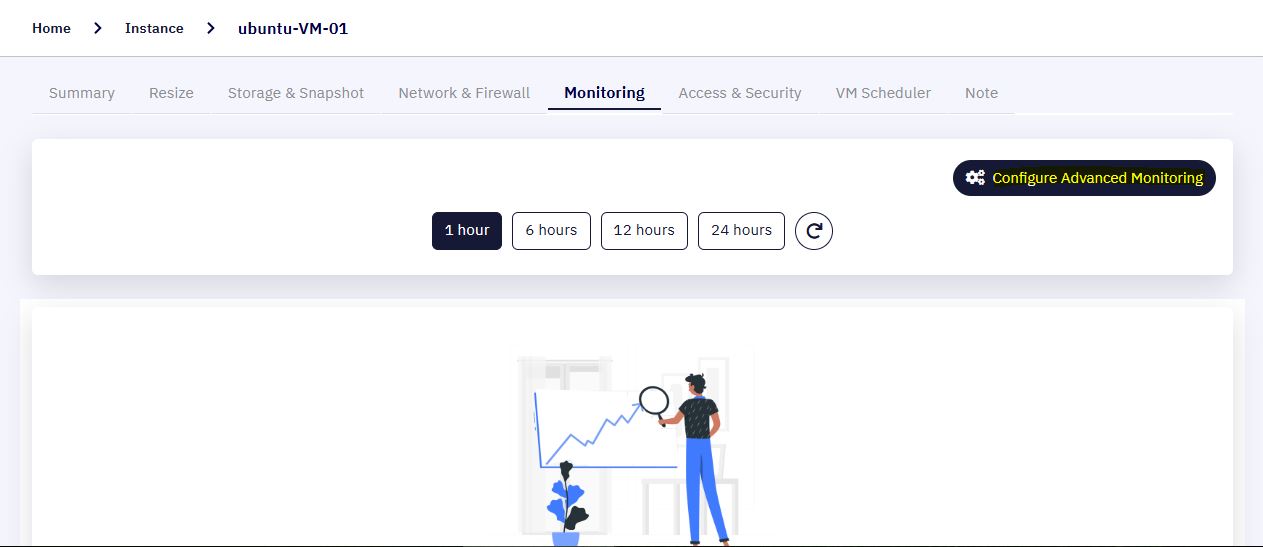 Home > Instance > ubuntu-VM-01
Summary Resize Storage & Snapshot Network & Firewall Monitoring Access & Security VM Scheduler Note
Configure Advanced Monitoring
1 hour 6 hours 12 hours 24 hours